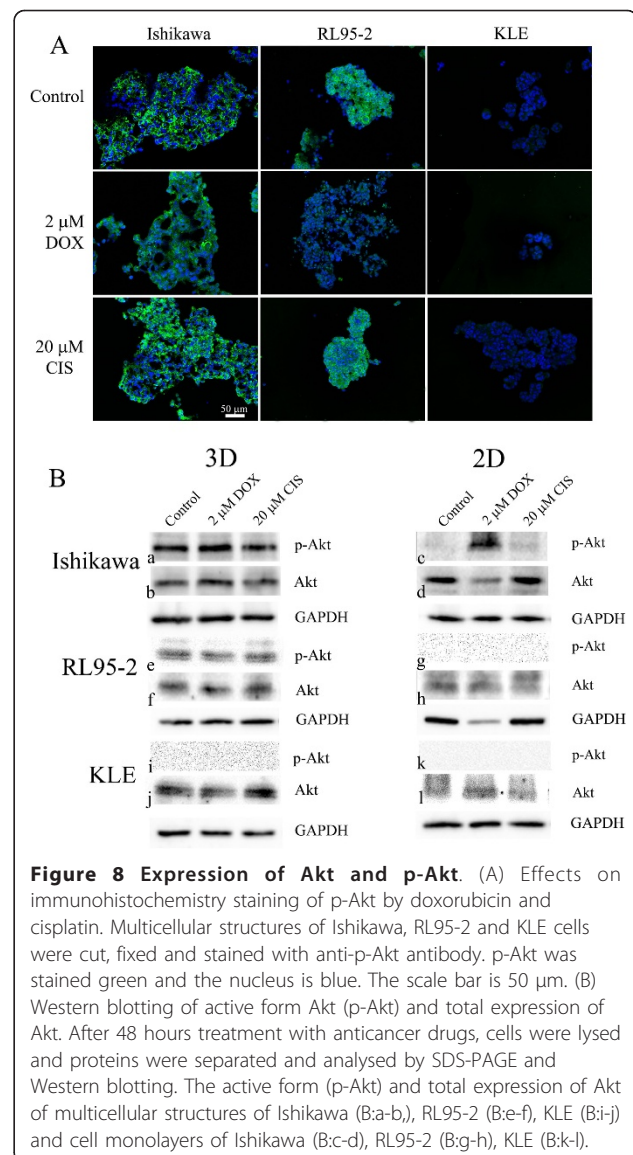 A
Ishikawa RL95-2 KLE
Control
2 µM
DOX
20 µM
CIS
50 µm
B
3D 2D
Control 2 µM DOX 20 µM CIS Control 2 µM DOX 20 µM CIS
Ishikawa
a p-Akt c p-Akt
b Akt d Akt
GAPDH GAPDH
RL95-2
e p-Akt g p-Akt
f Akt h Akt
GAPDH GAPDH
KLE
i p-Akt k p-Akt
j Akt l Akt
GAPDH GAPDH
Figure 8 Expression of Akt and p-Akt. (A) Effects on
immunohistochemistry staining of p-Akt by doxorubicin and
cisplatin. Multicellular structures of Ishikawa, RL95-2 and KLE cells
were cut, fixed and stained with anti-p-Akt antibody. p-Akt was
stained green and the nucleus is blue. The scale bar is 50 µm. (B)
Western blotting of active form Akt (p-Akt) and total expression of
Akt. After 48 hours treatment with anticancer drugs, cells were lysed
and proteins were separated and analysed by SDS-PAGE and
Western blotting. The active form (p-Akt) and total expression of Akt
of multicellular structures of Ishikawa (B:a-b,), RL95-2 (B:e-f), KLE (B:i-j)
and cell monolayers of Ishikawa (B:c-d), RL95-2 (B:g-h), KLE (B:k-l).